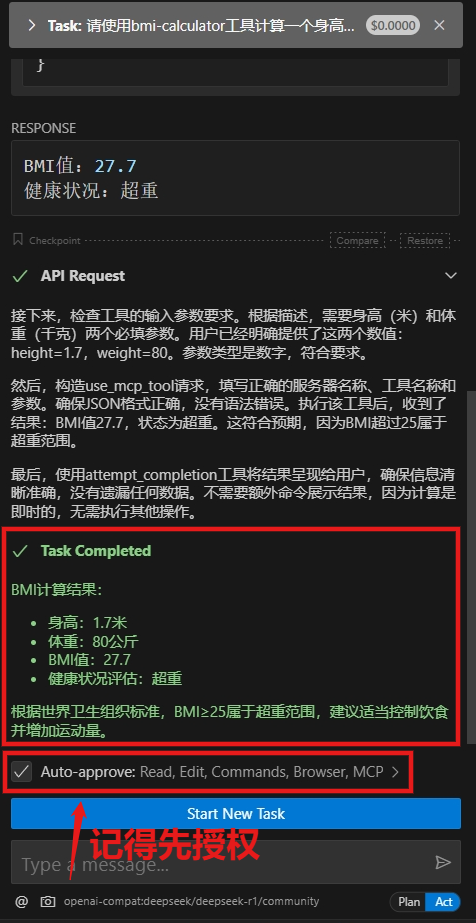 Task: 请使用bmi-calculator工具计算一个身高... $0.0000
}
RESPONSE
BMI值：27.7
健康状况：超重
Checkpoint Compare Restore
API Request
接下来，检查工具的输入参数要求。根据描述，需要身高（米）和体
重（千克）两个必填参数。用户已经明确提供了这两个数值：
height=1.7，weight=80。参数类型是数字，符合要求。
然后，构造use_mcp_tool请求，填写正确的服务器名称、工具名称和
参数。确保JSON格式正确，没有语法错误。执行该工具后，收到了
结果：BMI值27.7，状态为超重。这符合预期，因为BMI超过25属于
超重范围。
最后，使用attempt_completion工具将结果呈现给用户，确保信息清
晰准确，没有遗漏任何数据。不需要额外命令展示结果，因为计算是
即时的，无需执行其他操作。
Task Completed
BMI计算结果：
• 身高：1.7米
• 体重：80公斤
• BMI值：27.7
• 健康状况评估：超重
根据世界卫生组织标准，BMI≥25属于超重范围，建议适当控制饮食
并增加运动量。
Auto-approve: Read, Edit, Commands, Browser, MCP
Start New Task
记得先授权
Type a message...
@ openai-compat:deepseek/deepseek-r1/community Plan Act